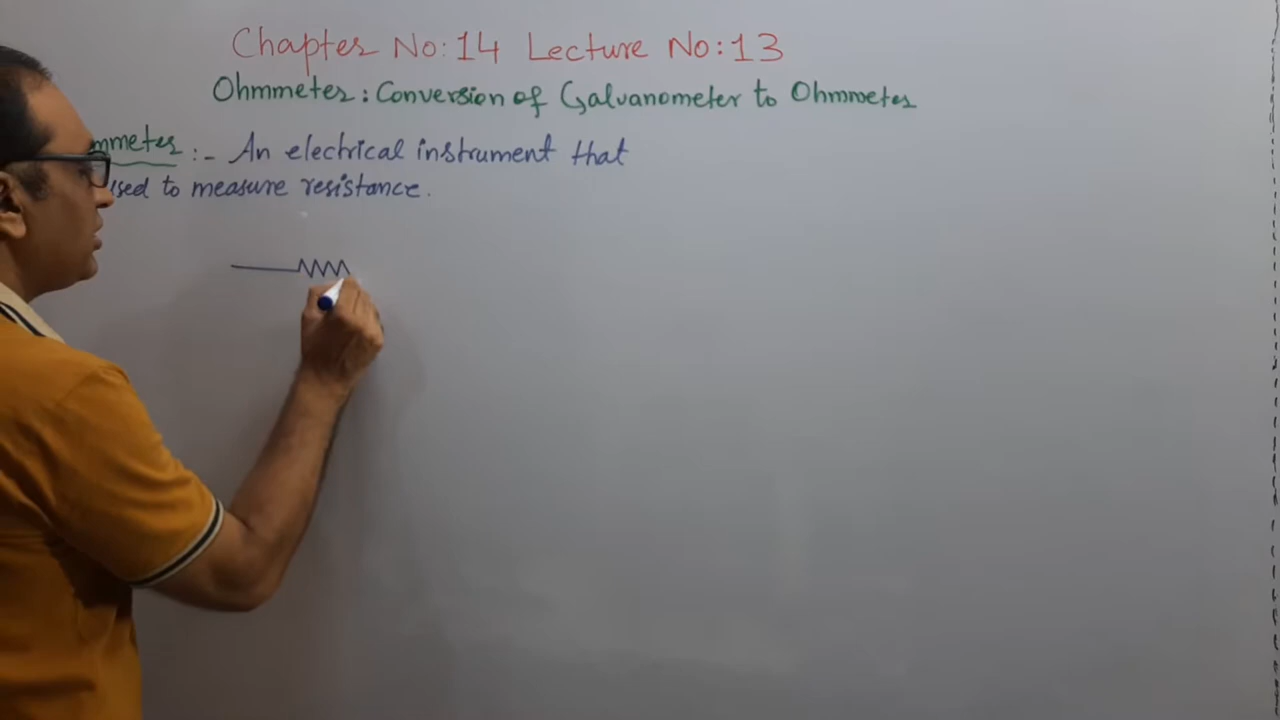 Chapter No: 14 Lecture No: 13
Ohmmeter : Conversion of Galvanometer to Ohmmeter
mmeter :- An electrical instrument that
used to measure resistance.